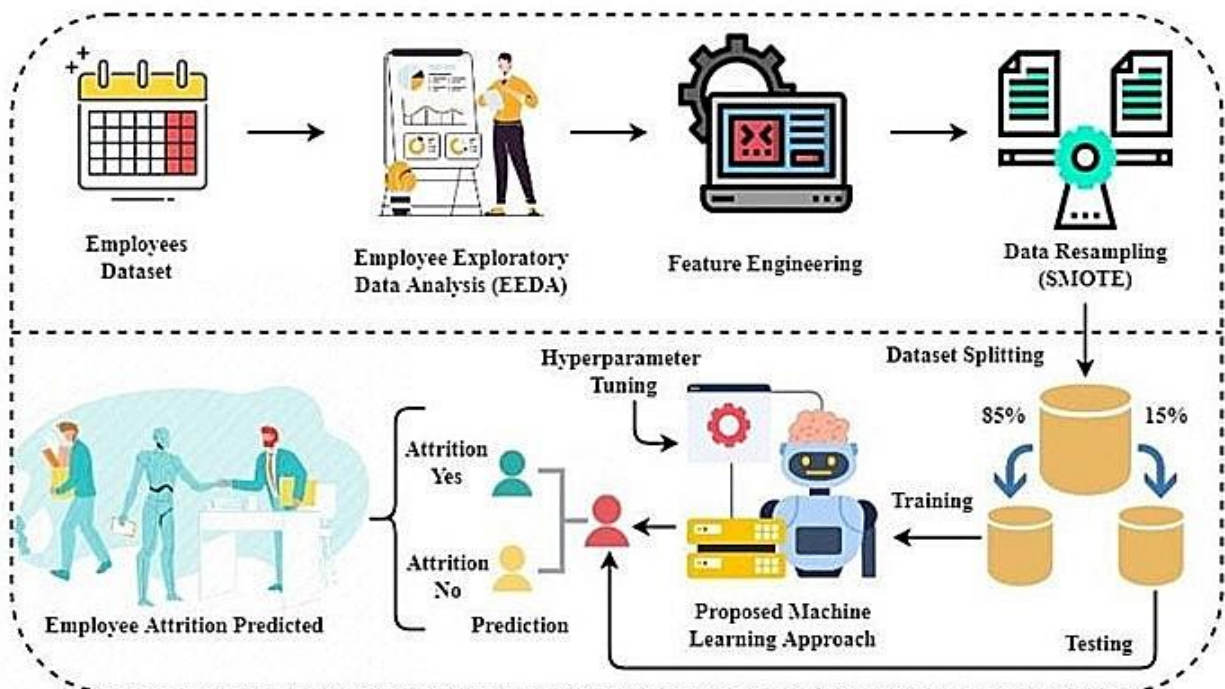 Employees
Dataset
Employee Exploratory
Data Analysis (EEDA)
Feature Engineering
Data Resampling
(SMOTE)
Dataset Splitting
85%
15%
Hyperparameter
Tuning
Training
Attrition
Yes
Attrition
No
Employee Attrition Predicted
Prediction
Proposed Machine
Learning Approach
Testing